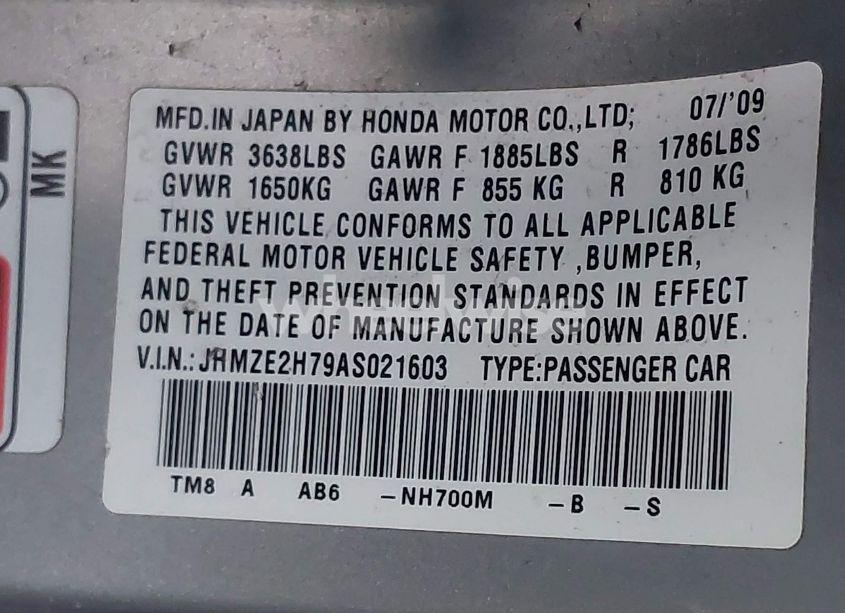 MFD.IN JAPAN BY HONDA MOTOR CO.,LTD; 07/'09
GVWR 3638LBS GAWR F 1885LBS R 1786LBS
GVWR 1650KG GAWR F 855 KG R 810 KG
THIS VEHICLE CONFORMS TO ALL APPLICABLE
FEDERAL MOTOR VEHICLE SAFETY ,BUMPER,
AND THEFT PREVENTION STANDARDS IN EFFECT
ON THE DATE OF MANUFACTURE SHOWN ABOVE.
V.I.N.: JHMZE2H79AS021603 TYPE:PASSENGER CAR
TM8 A AB6 -NH700M -B -S
MK